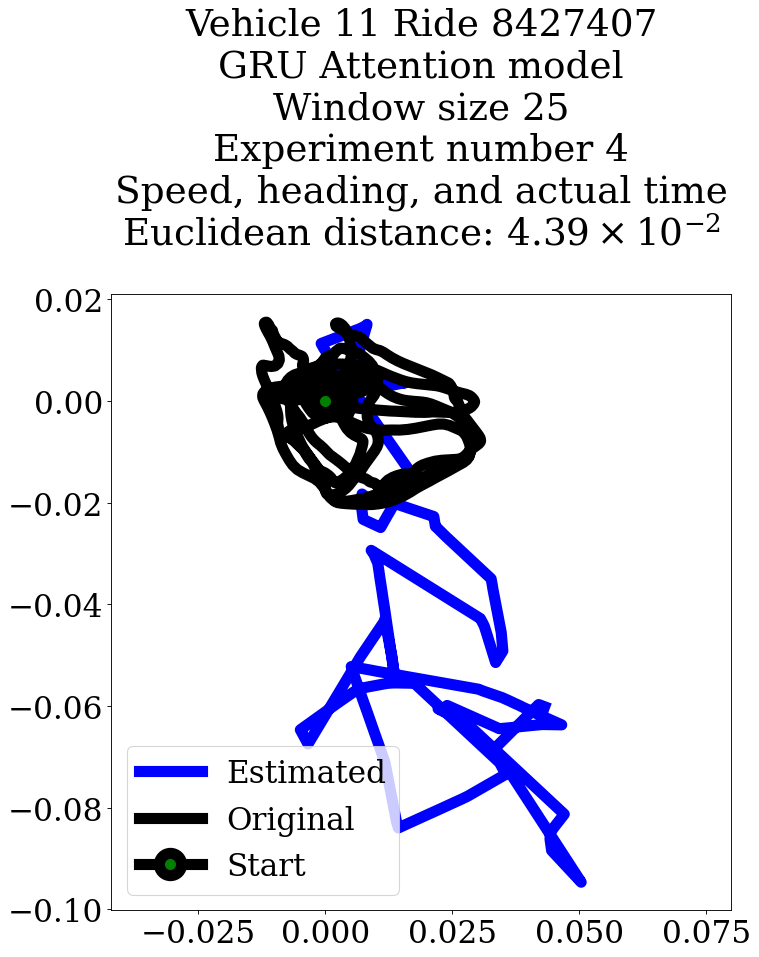 Vehicle 11 Ride 8427407
GRU Attention model
Window size 25
Experiment number 4
Speed, heading, and actual time
Euclidean distance: 4.39 × 10⁻²
0.02
0.00
−0.02
−0.04
−0.06
−0.08
−0.10
Estimated
Original
Start
−0.025 0.000 0.025 0.050 0.075